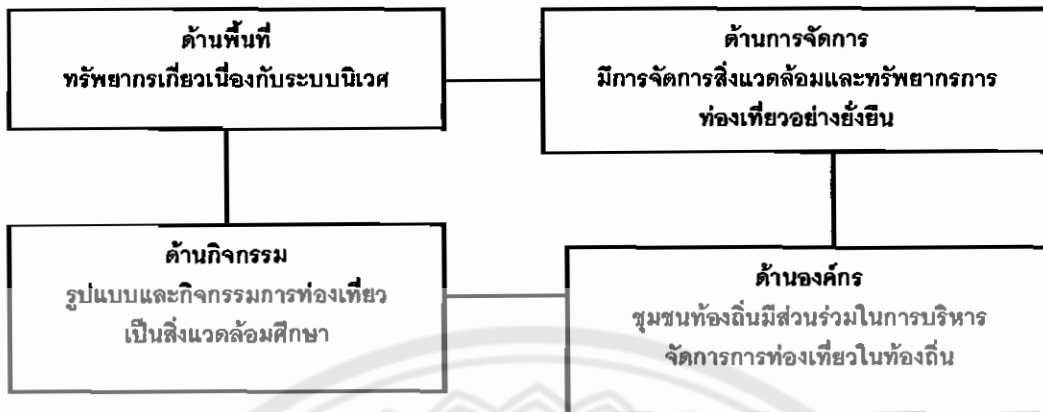 ด้านพื้นที่
ทรัพยากรเกี่ยวเนื่องกับระบบนิเวศ
ด้านการจัดการ
มีการจัดการสิ่งแวดล้อมและทรัพยากรการ
ท่องเที่ยวอย่างยั่งยืน
ด้านกิจกรรม
รูปแบบและกิจกรรมการท่องเที่ยว
เป็นสิ่งแวดล้อมศึกษา
ด้านองค์กร
ชุมชนท้องถิ่นมีส่วนร่วมในการบริหาร
จัดการการท่องเที่ยวในท้องถิ่น